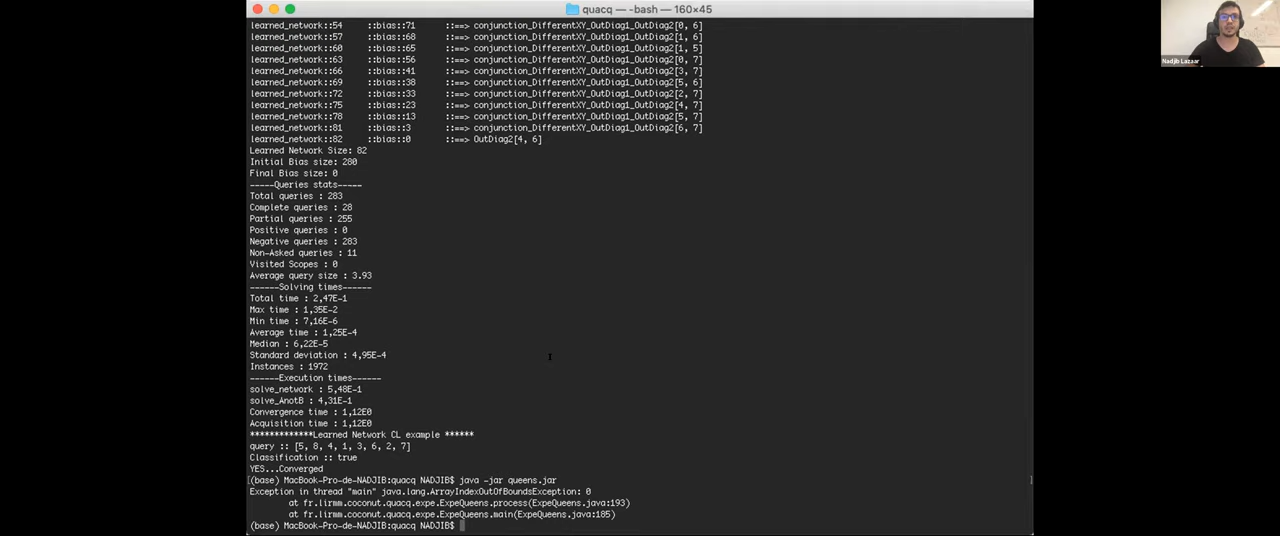 quacq — -bash — 160×45
learned_network::54 ::bias:71 ::==> conjunction_DifferentXY_OutDiag1_OutDiag2[0, 6]
learned_network::57 ::bias:68 ::==> conjunction_DifferentXY_OutDiag1_OutDiag2[1, 6]
learned_network::60 ::bias:65 ::==> conjunction_DifferentXY_OutDiag1_OutDiag2[1, 5]
learned_network::63 ::bias:56 ::==> conjunction_DifferentXY_OutDiag1_OutDiag2[0, 7]
learned_network::66 ::bias:41 ::==> conjunction_DifferentXY_OutDiag1_OutDiag2[3, 7]
learned_network::69 ::bias:38 ::==> conjunction_DifferentXY_OutDiag1_OutDiag2[5, 6]
learned_network::72 ::bias:33 ::==> conjunction_DifferentXY_OutDiag1_OutDiag2[2, 7]
learned_network::75 ::bias:23 ::==> conjunction_DifferentXY_OutDiag1_OutDiag2[4, 7]
learned_network::78 ::bias:13 ::==> conjunction_DifferentXY_OutDiag1_OutDiag2[5, 7]
learned_network::81 ::bias:3 ::==> conjunction_DifferentXY_OutDiag1_OutDiag2[6, 7]
learned_network::82 ::bias:0 ::==> OutDiag2[4, 6]
Learned Network Size: 82
Initial Bias size: 280
Final Bias size: 0
-----Queries stats-----
Total queries : 283
Complete queries : 28
Partial queries : 255
Positive queries : 0
Negative queries : 283
Non-Asked queries : 11
Visited Scopes : 0
Average query size : 3.93
------Solving times------
Total time : 2,47E-1
Max time : 1,35E-2
Min time : 7,16E-6
Average time : 1,25E-4
Median : 6,22E-5
Standard deviation : 4,95E-4
Instances : 1972
------Execution times------
solve_network : 5,48E-1
solve_AnotB : 4,31E-1
Convergence time : 1,12E0
Acquisition time : 1,12E0
*************Learned Network CL example ******
query :: [5, 8, 4, 1, 3, 6, 2, 7]
Classification :: true
YES...Converged
[(base) MacBook-Pro-de-NADJIB:quacq NADJIB$ java -jar queens.jar ]
Exception in thread "main" java.lang.ArrayIndexOutOfBoundsException: 0
at fr.lirmm.coconut.quacq.expe.ExpeQueens.process(ExpeQueens.java:193)
at fr.lirmm.coconut.quacq.expe.ExpeQueens.main(ExpeQueens.java:185)
(base) MacBook-Pro-de-NADJIB:quacq NADJIB$
Nadjib Lazaar